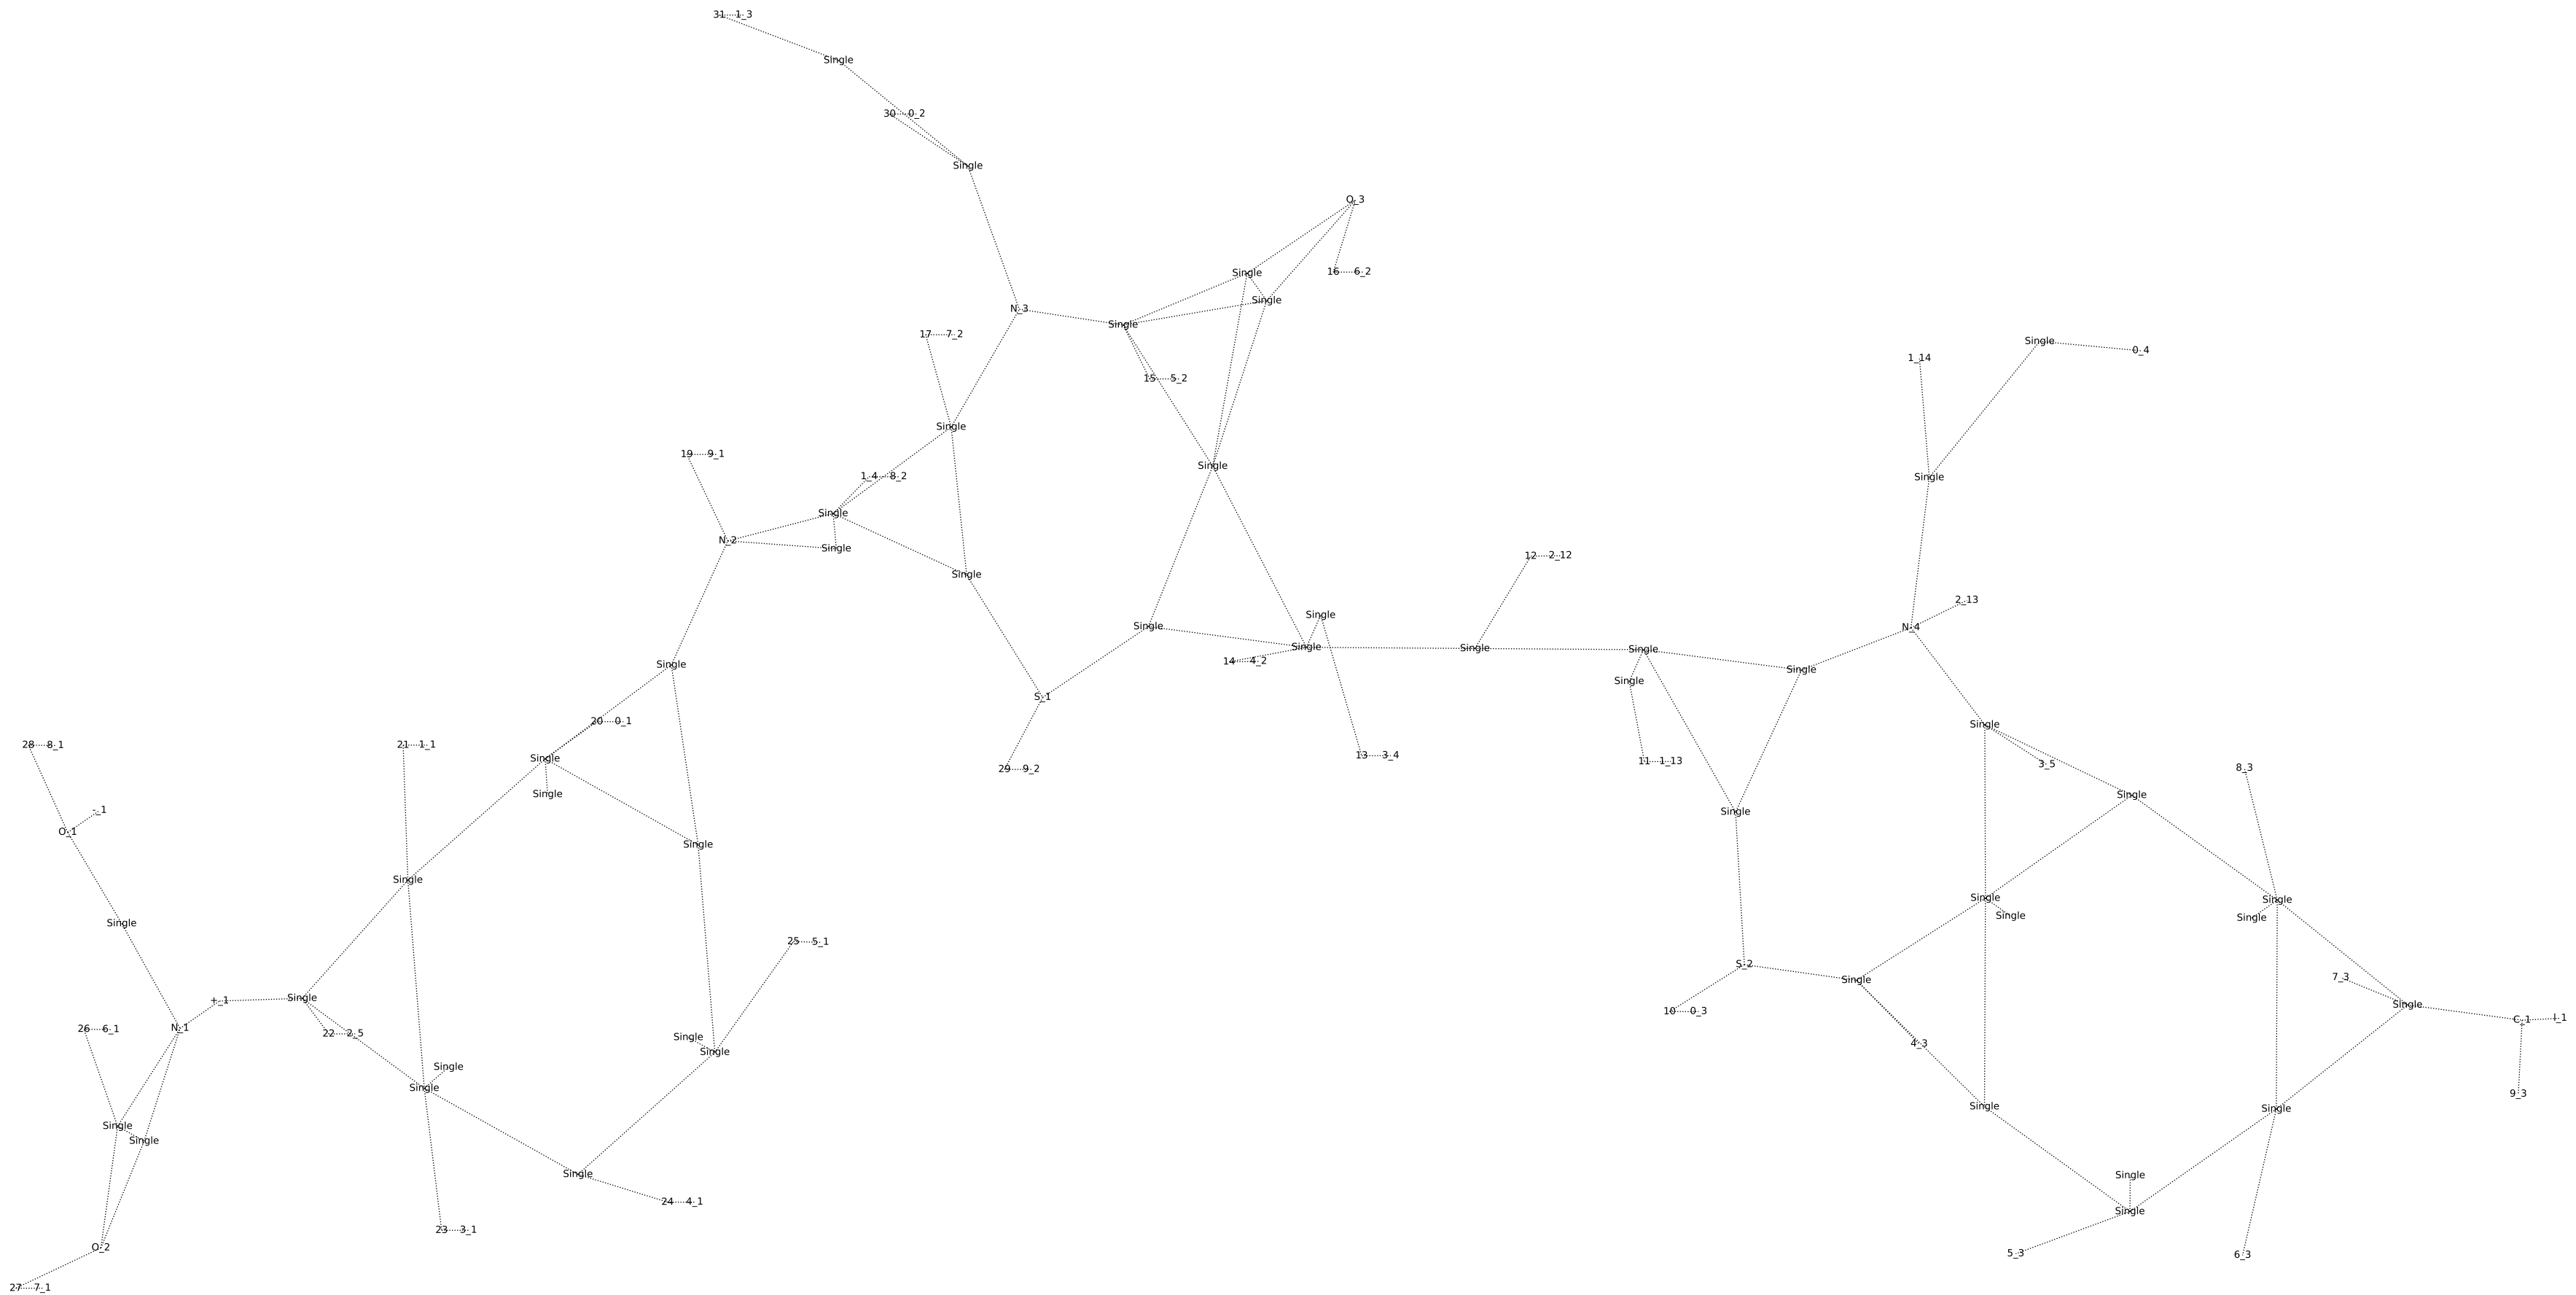 31 1_3
Single
30 0_2
Single
O_3
16 6_2
Single
Single
N_3
Single
17 7_2
Single
0_4
1_14
15 5_2
Single
19 9_1
Single
1_4 8_2
Single
Single
N_2
Single
12 2_12
Single
2_13
Single
N_4
Single
Single
Single
Single
14 4_2
Single
Single
Single
S_1
20 0_1
Single
28 8_1
21 1_1
13 3_4
Single
11 1_13
3_5
29 9_2
8_3
Single
Single
-_1
Single
O_1
Single
Single
Single
Single
Single
Single
Single
25 5_1
S_2
7_3
Single
+_1
Single
Single
10 0_3
C_1 I_1
26 6_1
N_1
22 2_5
Single
4_3
Single
Single
Single
9_3
Single
Single
Single
Single
Single
Single
24 4_1
Single
23 3_1
O_2
5_3
6_3
27 7_1